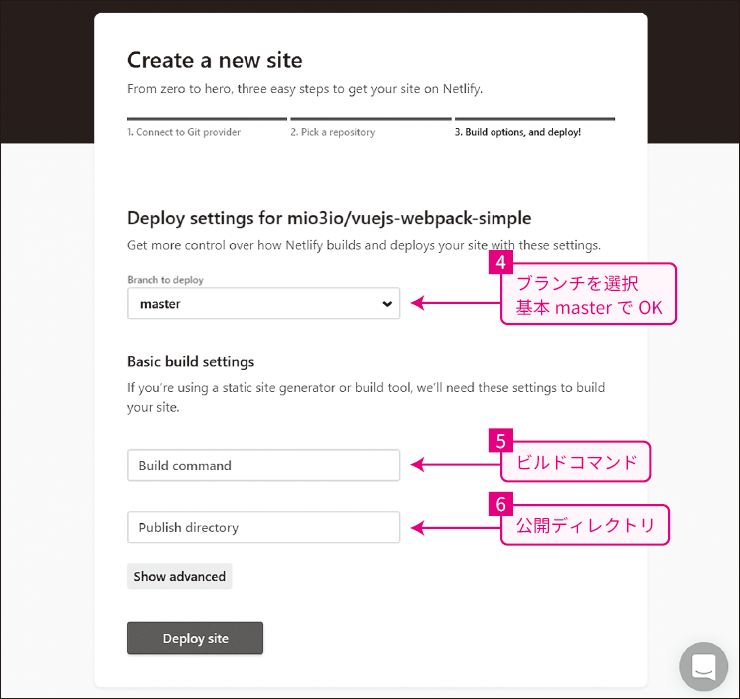 Create a new site
From zero to hero, three easy steps to get your site on Netlify.
1. Connect to Git provider
2. Pick a repository
3. Build options, and deploy!
Deploy settings for mio3io/vuejs-webpack-simple
Get more control over how Netlify builds and deploys your site with these settings.
Branch to deploy
master
4
ブランチを選択
基本 master で OK
Basic build settings
If you're using a static site generator or build tool, we'll need these settings to build
your site.
Build command
5
ビルドコマンド
Publish directory
6
公開ディレクトリ
Show advanced
Deploy site